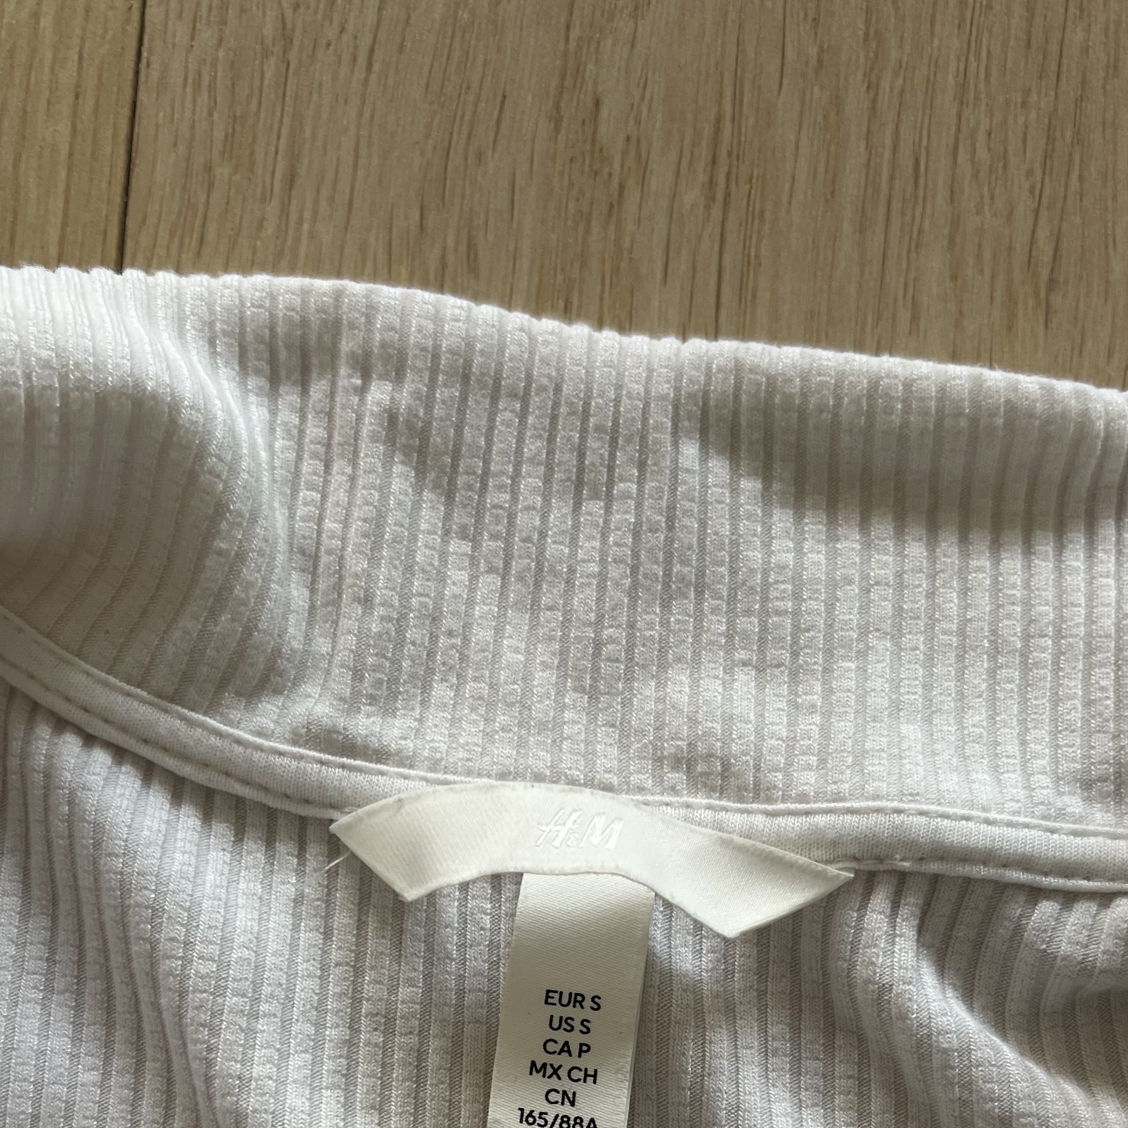 H&M
EUR S
US S
CA P
MX CH
CN
165/88A